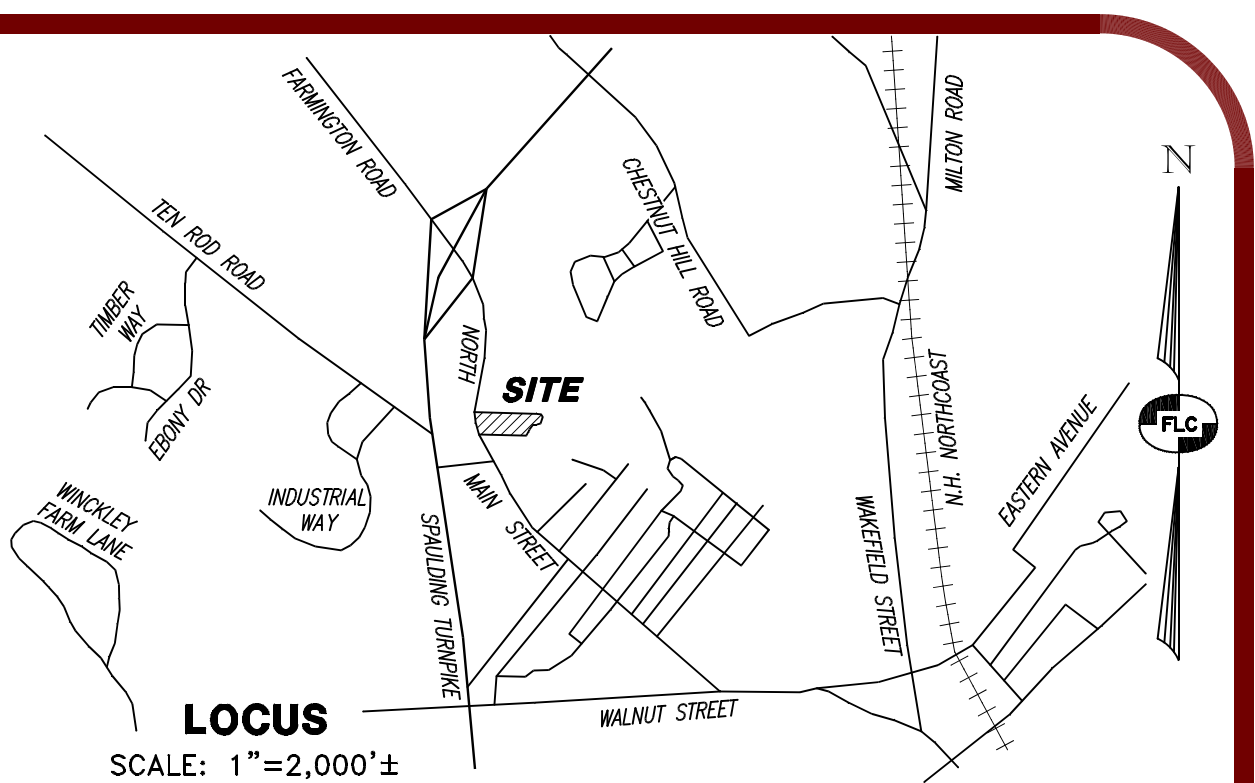 FARMINGTON ROAD
MILTON ROAD
N
CHESTNUT HILL ROAD
TEN ROD ROAD
TIMBER
WAY
NORTH
SITE
EBONY DR
N.H. NORTHCOAST
EASTERN AVENUE
FLC
WINCKLEY
FARM LANE
INDUSTRIAL
WAY
MAIN STREET
SPAULDING TURNPIKE
WAKEFIELD STREET
WALNUT STREET
LOCUS
SCALE: 1"=2,000'±